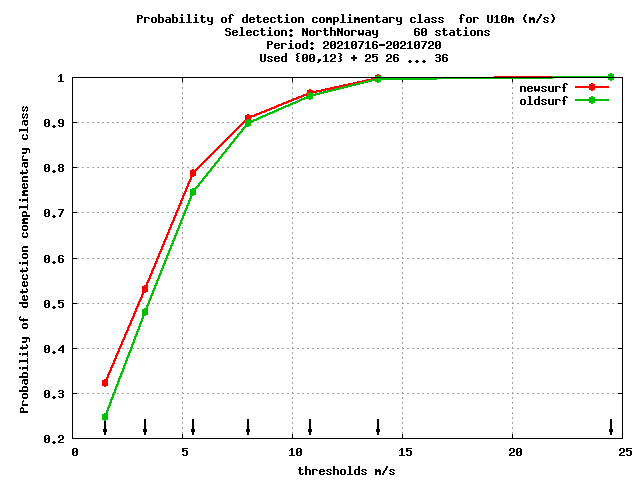 Probability of detection complimentary class  for U10m (m/s)
Selection: NorthNorway     60 stations
Period: 20210716-20210720
Used {00,12} + 25 26 ... 36
newsurf
oldsurf
Probability of detection complimentary class
1
0.9
0.8
0.7
0.6
0.5
0.4
0.3
0.2
0 5 10 15 20 25
thresholds m/s